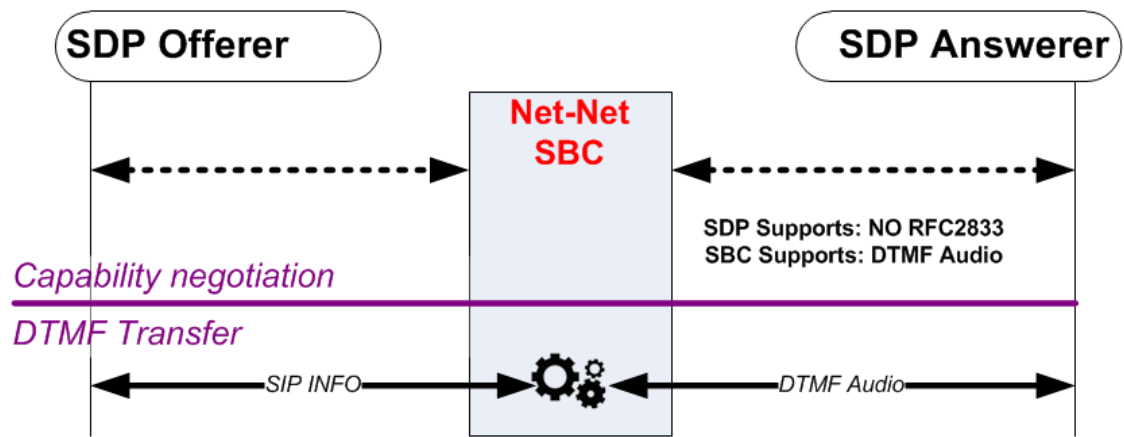 SDP Offerer
SDP Answerer
Net-Net
SBC
SDP Supports: NO RFC2833
SBC Supports: DTMF Audio
Capability negotiation
DTMF Transfer
SIP INFO
DTMF Audio